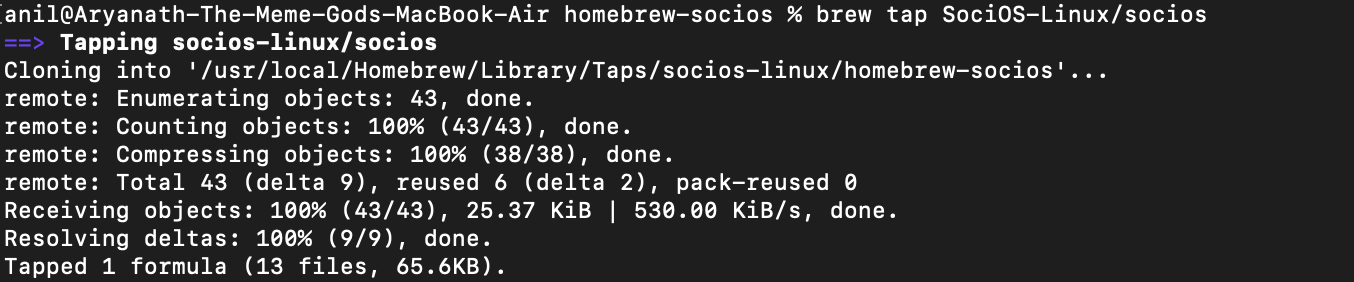 anil@Aryanath-The-Meme-Gods-MacBook-Air homebrew-socios % brew tap SociOS-Linux/socios
==> Tapping socios-linux/socios
Cloning into '/usr/local/Homebrew/Library/Taps/socios-linux/homebrew-socios'...
remote: Enumerating objects: 43, done.
remote: Counting objects: 100% (43/43), done.
remote: Compressing objects: 100% (38/38), done.
remote: Total 43 (delta 9), reused 6 (delta 2), pack-reused 0
Receiving objects: 100% (43/43), 25.37 KiB | 530.00 KiB/s, done.
Resolving deltas: 100% (9/9), done.
Tapped 1 formula (13 files, 65.6KB).